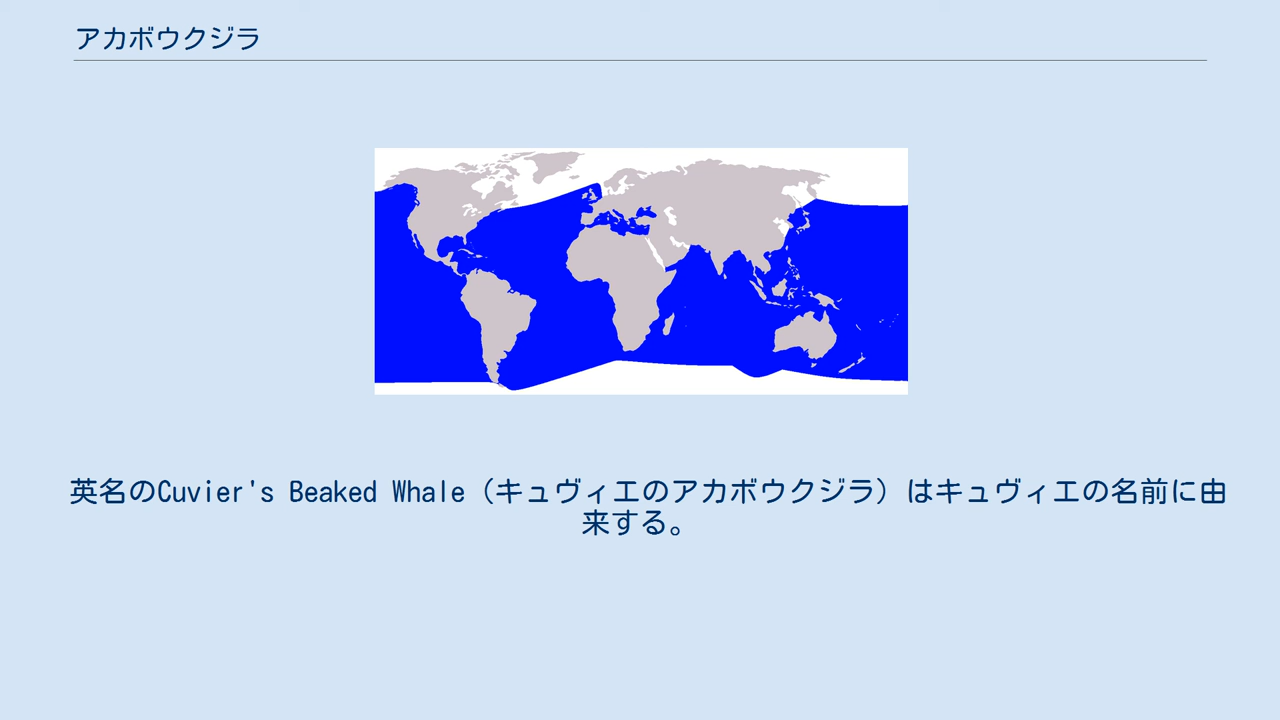 アカボウクジラ
英名のCuvier's Beaked Whale（キュヴィエのアカボウクジラ）はキュヴィエの名前に由
来する。